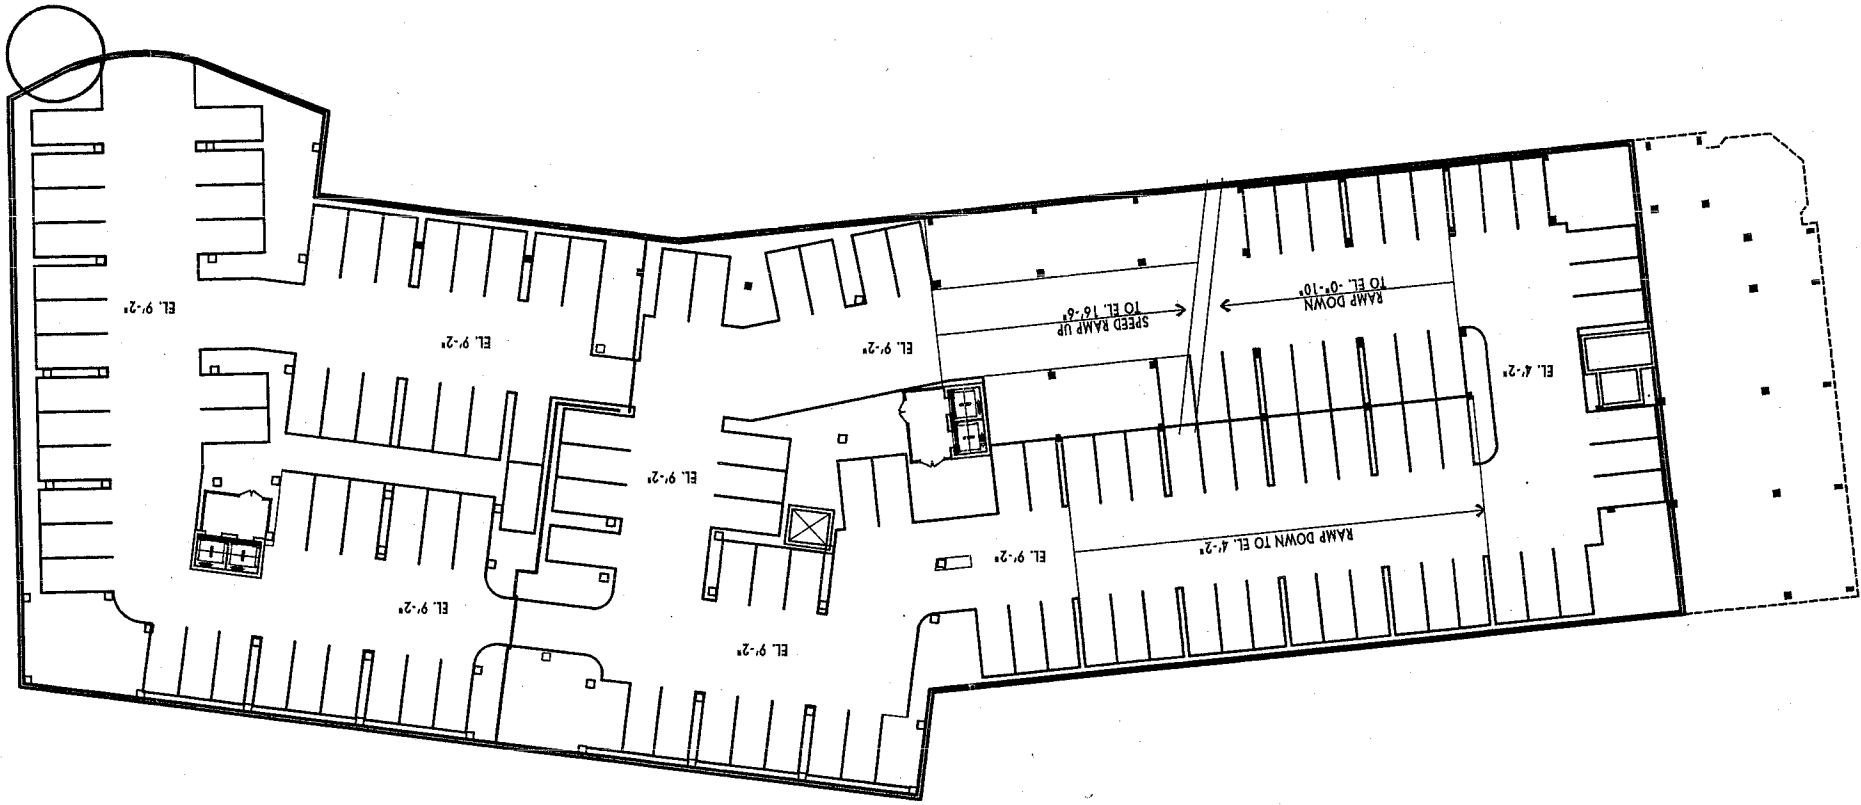 EL. 9'-2"
EL. 9'-2"
EL. 9'-2"
RAMP DOWN TO EL. 4'-2"
EL. 9'-2"
EL. 4'-2"
RAMP DOWN
TO EL. -0"-10"
SPEED RAMP UP
TO EL. 16'-6"
EL. 9'-2"
EL. 9'-2"
EL. 9'-2"